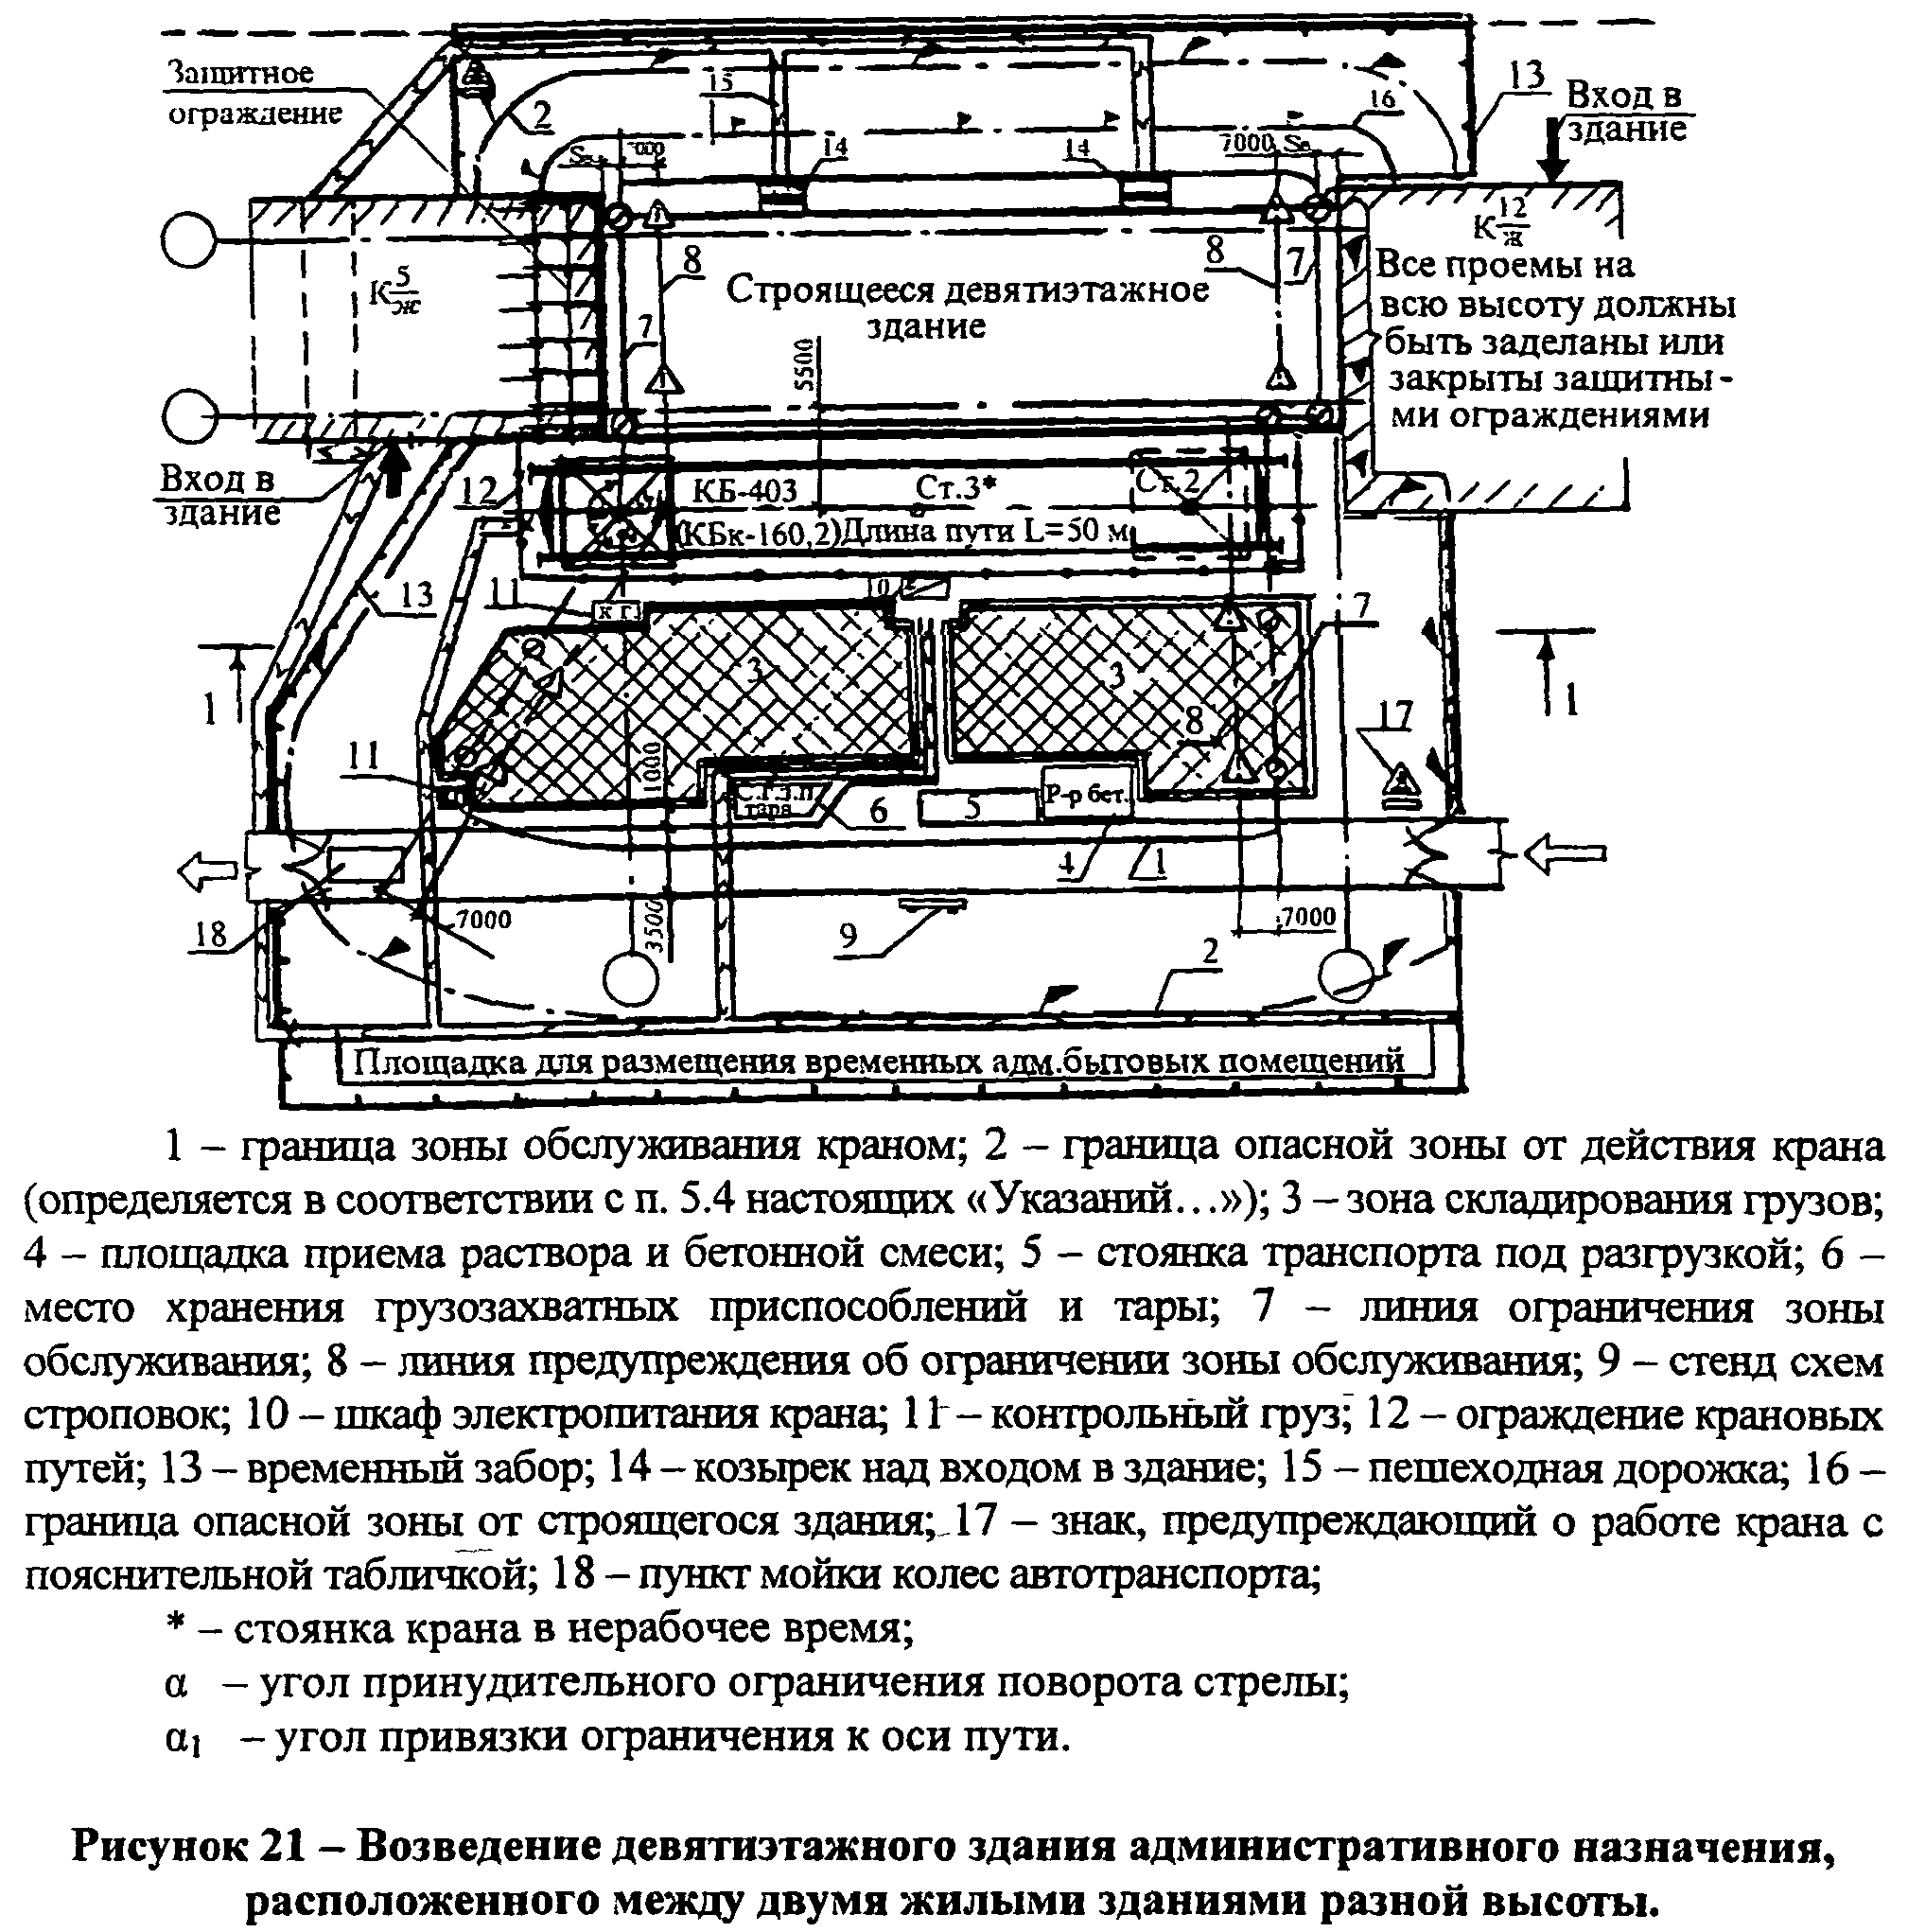 Защитное
ограждение
2
15
16
13
Вход в
здание
Sб
7000
14
14
7000 Sб
К 12/ж
К 5/ж
8
7
8
7
Строящееся девятиэтажное
здание
5500
Все проемы на
всю высоту должны
быть заделаны или
закрыты защитны-
ми ограждениями
Вход в
здание
12
КБ-403
Ст.3*
Ст.2
(КБк-160,2)Длина пути L=50 м
13
11
к г.
10
7
3
3
1
1
8
17
11
1000
С.г.з.п
тара
6
5
Р-р бет.
4
1
18
7000
3500
9
7000
2
Площадка для размещения временных адм.бытовых помещений
1 – граница зоны обслуживания краном; 2 – граница опасной зоны от действия крана
(определяется в соответствии с п. 5.4 настоящих «Указаний…»); 3 – зона складирования грузов;
4 – площадка приема раствора и бетонной смеси; 5 – стоянка транспорта под разгрузкой; 6 –
место хранения грузозахватных приспособлений и тары; 7 – линия ограничения зоны
обслуживания; 8 – линия предупреждения об ограничении зоны обслуживания; 9 – стенд схем
строповок; 10 – шкаф электропитания крана; 11 – контрольный груз; 12 – ограждение крановых
путей; 13 – временный забор; 14 – козырек над входом в здание; 15 – пешеходная дорожка; 16 –
граница опасной зоны от строящегося здания; 17 – знак, предупреждающий о работе крана с
пояснительной табличкой; 18 – пункт мойки колес автотранспорта;
* – стоянка крана в нерабочее время;
α – угол принудительного ограничения поворота стрелы;
α₁ – угол привязки ограничения к оси пути.
Рисунок 21 – Возведение девятиэтажного здания административного назначения,
расположенного между двумя жилыми зданиями разной высоты.